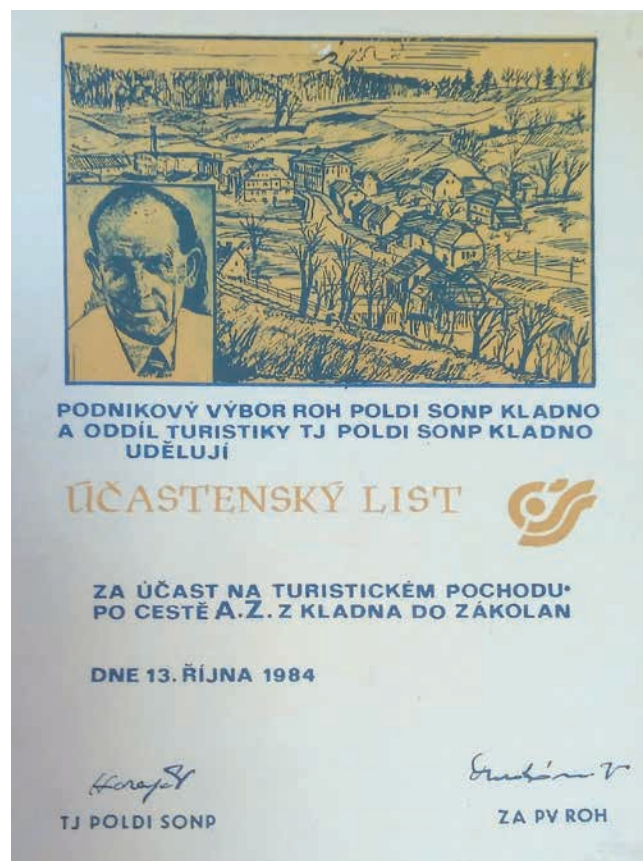 PODNIKOVÝ VÝBOR ROH POLDI SONP KLADNO
A ODDÍL TURISTIKY TJ POLDI SONP KLADNO
UDĚLUJÍ
ÚČASTENSKÝ LIST
ZA ÚČAST NA TURISTICKÉM POCHODU•
PO CESTĚ A.Z. Z KLADNA DO ZÁKOLAN
DNE 13. ŘÍJNA 1984
TJ POLDI SONP
ZA PV ROH